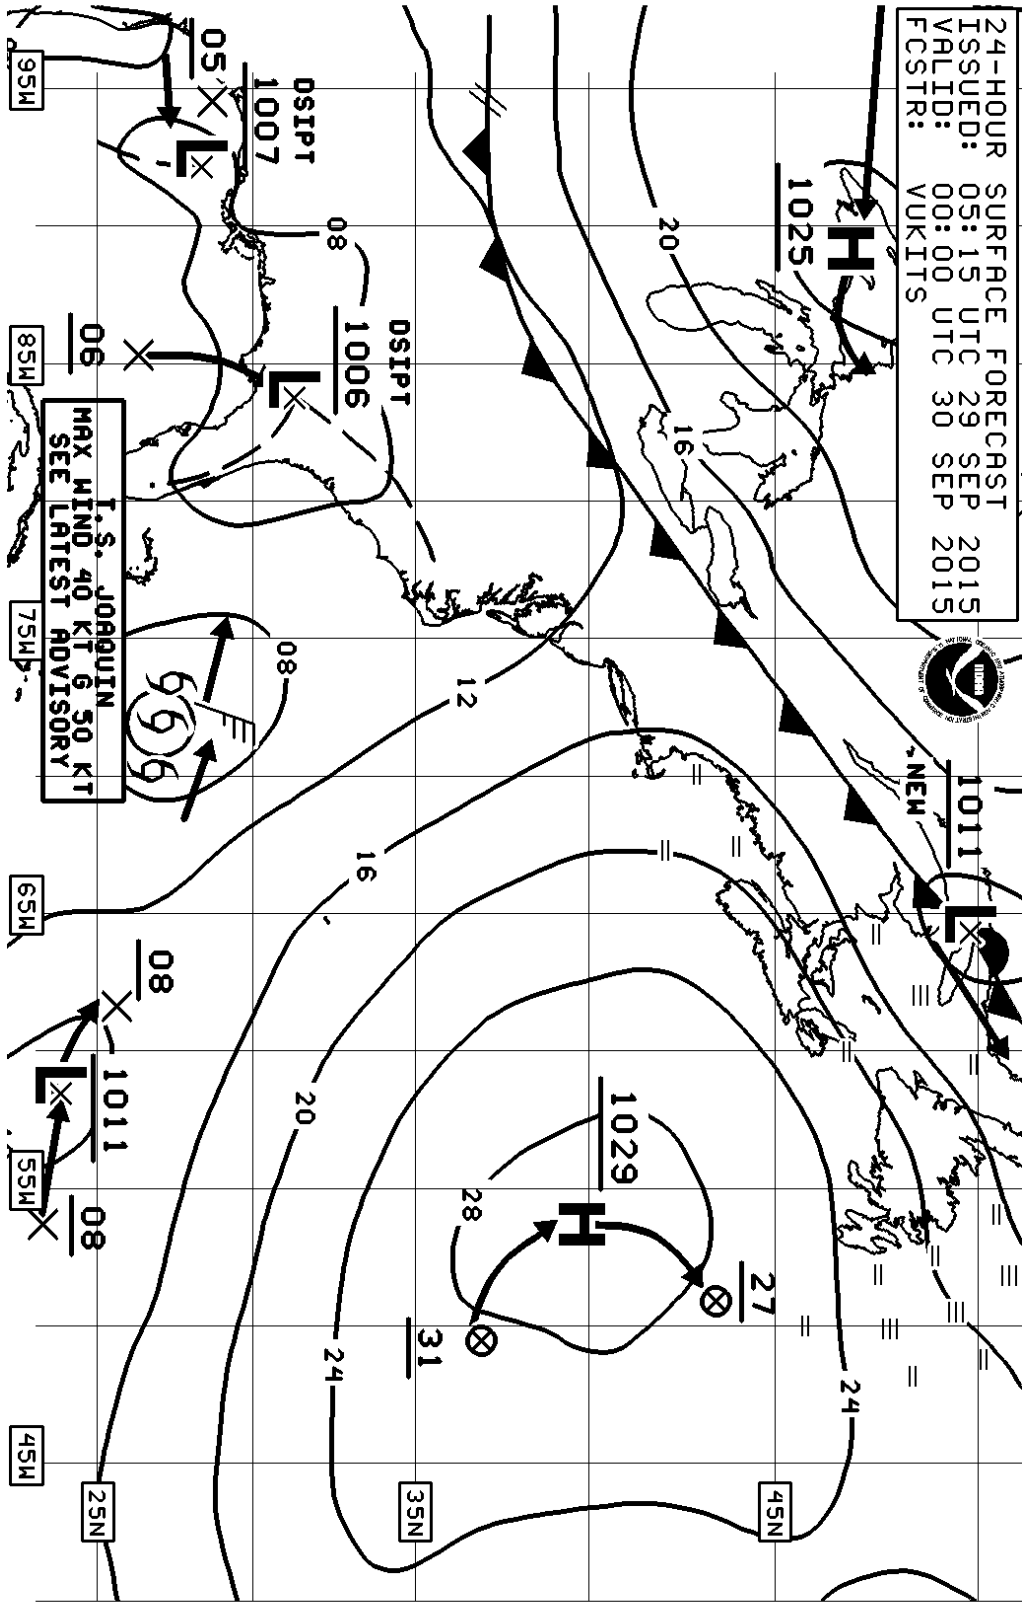 24-HOUR SURFACE FORECAST
ISSUED: 05:15 UTC 29 SEP 2015
VALID: 00:00 UTC 30 SEP 2015
FCSTR: VUKITS
NOAA
1025
H
20
16
NEW
1011
L
05
DSIPT
1007
L
08
DSIPT
1006
L
06
T.S. JOAQUIN
MAX WIND 40 KT G 50 KT
SEE LATEST ADVISORY
08
12
16
20
24
28
1029
H
27
31
24
08
1011
L
08
95W
85W
75W
65W
55W
45W
25N
35N
45N